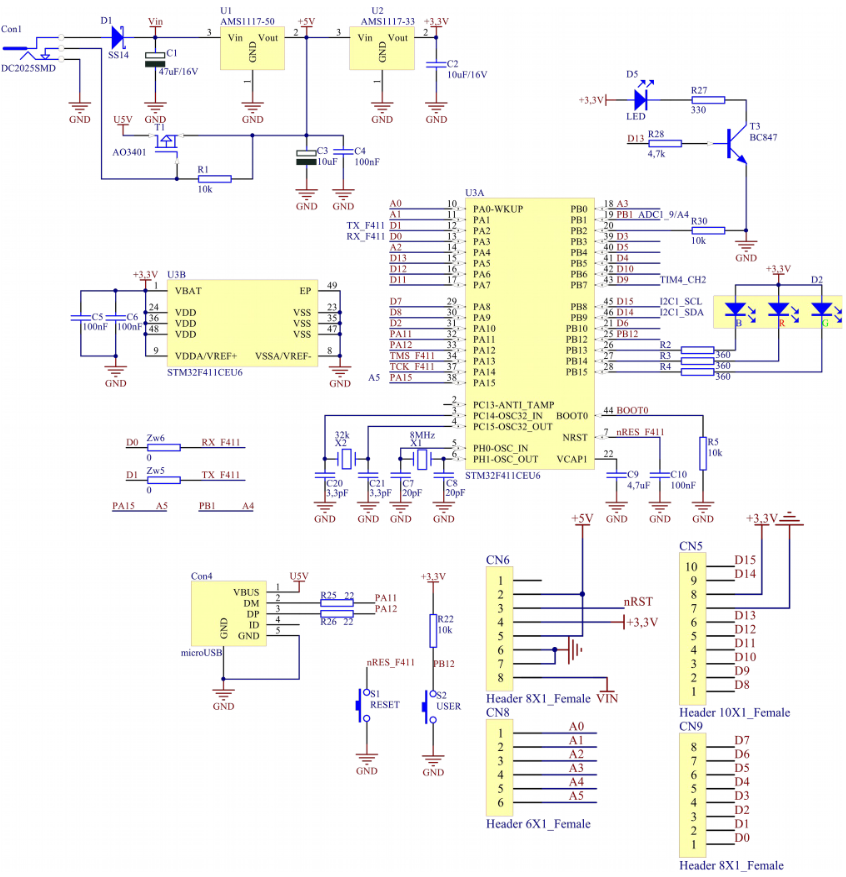 Con1
DC2025SMD
GND
D1
SS14
Vin
C1
47uF/16V
GND
U1
AMS1117-50
3
Vin
Vout
2
GND
1
GND
+5V
U2
AMS1117-33
3
Vin
Vout
2
GND
1
GND
+3,3V
C2
10uF/16V
GND
U5V
T1
AO3401
R1
10k
C3
10uF
GND
C4
100nF
GND
D5
+3,3V
LED
R27
330
T3
BC847
D13
R28
4,7k
R30
10k
GND
U3A
A0 10 PA0-WKUP
A1 11 PA1
TX_F411 D1 12 PA2
RX_F411 D0 13 PA3
A2 14 PA4
D13 15 PA5
D12 16 PA6
D11 17 PA7
D7 29 PA8
D8 30 PA9
D2 31 PA10
PA11 32 PA11
PA12 33 PA12
TMS_F411 34 PA13
TCK_F411 37 PA14
A5 PA15 38 PA15
2 PC13-ANTI_TAMP
3 PC14-OSC32_IN
4 PC15-OSC32_OUT
5 PH0-OSC_IN
6 PH1-OSC_OUT
STM32F411CEU6
PB0 18 A3
PB1 19 PB1_ADC1_9/A4
PB2 20
PB3 39 D3
PB4 40 D5
PB5 41 D4
PB6 42 D10
PB7 43 D9 TIM4_CH2
PB8 45 D15 I2C1_SCL
PB9 46 D14 I2C1_SDA
PB10 21 D6
PB12 25 PB12
PB13 26 R2
PB14 27 R3 360
PB15 28 R4 360
360
BOOT0 44 BOOT0
NRST 7 nRES_F411
VCAP1 22
+3,3V
D2
B
R
G
R5
10k
GND
C9
4,7uF
GND
C10
100nF
GND
+3,3V
U3B
1 VBAT EP 49
24 VDD VSS 23
36 VDD VSS 35
48 VDD VSS 47
9 VDDA/VREF+ VSSA/VREF- 8
STM32F411CEU6
C5
100nF
C6
100nF
GND
GND
32k
X2
8MHz
X1
C20
3,3pF
GND
C21
3,3pF
GND
C7
20pF
GND
C8
20pF
GND
D0 Zw6 RX_F411
0
D1 Zw5 TX_F411
0
PA15 A5 PB1 A4
Con4
VBUS 1 U5V
DM 2 R25 22 PA11
DP 3 R26 22 PA12
ID 4
GND 5
GND
microUSB
GND
+3,3V
R22
10k
nRES_F411
PB12
S1
RESET
GND
S2
USER
GND
+5V
CN6
1
2
3 nRST
4 +3,3V
5
6
7
8
VIN
Header 8X1_Female
CN8
1 A0
2 A1
3 A2
4 A3
5 A4
6 A5
Header 6X1_Female
+3,3V
CN5
10 D15
9 D14
8
7
6 D13
5 D12
4 D11
3 D10
2 D9
1 D8
Header 10X1_Female
CN9
8 D7
7 D6
6 D5
5 D4
4 D3
3 D2
2 D1
1 D0
Header 8X1_Female